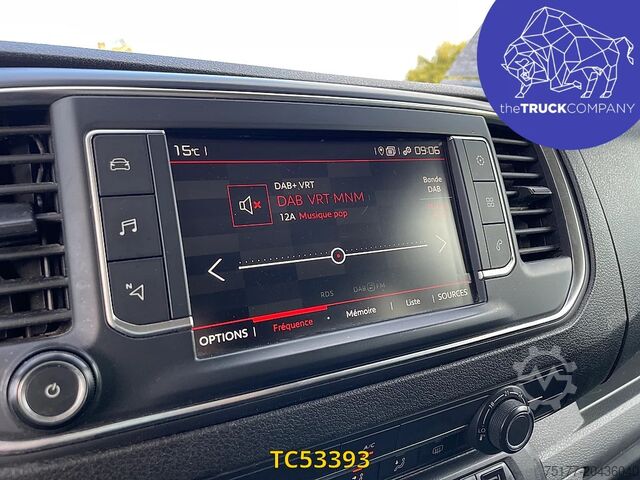 theTRUCKCOMPANY
15°C
09:06
DAB+ VRT
DAB VRT MNM
12A Musique pop
Bande
DAB
N
RDS DAB FM
OPTIONS Fréquence Mémoire Liste SOURCES
A/C
TC53393